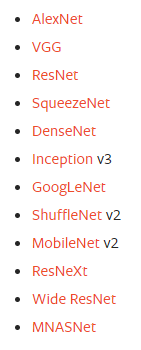 AlexNet
VGG
ResNet
SqueezeNet
DenseNet
Inception v3
GoogLeNet
ShuffleNet v2
MobileNet v2
ResNeXt
Wide ResNet
MNASNet